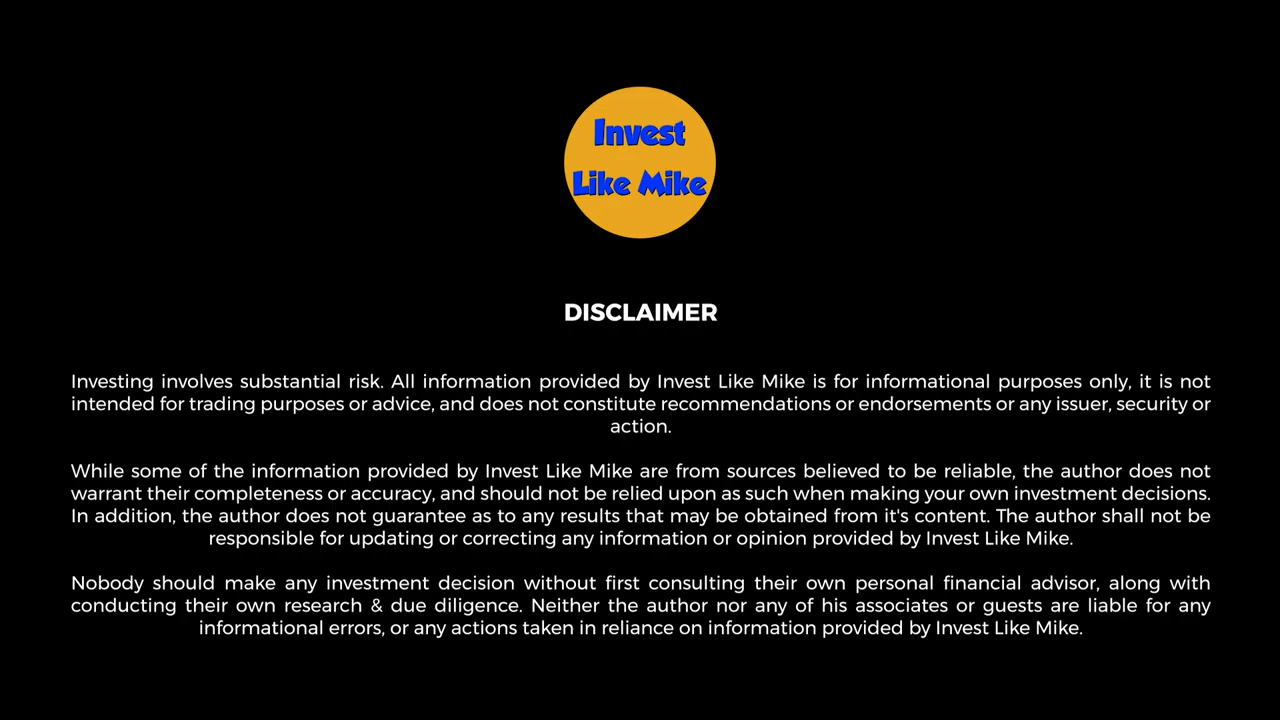 Invest
Like Mike
DISCLAIMER
Investing involves substantial risk. All information provided by Invest Like Mike is for informational purposes only, it is not
intended for trading purposes or advice, and does not constitute recommendations or endorsements or any issuer, security or
action.
While some of the information provided by Invest Like Mike are from sources believed to be reliable, the author does not
warrant their completeness or accuracy, and should not be relied upon as such when making your own investment decisions.
In addition, the author does not guarantee as to any results that may be obtained from it's content. The author shall not be
responsible for updating or correcting any information or opinion provided by Invest Like Mike.
Nobody should make any investment decision without first consulting their own personal financial advisor, along with
conducting their own research & due diligence. Neither the author nor any of his associates or guests are liable for any
informational errors, or any actions taken in reliance on information provided by Invest Like Mike.